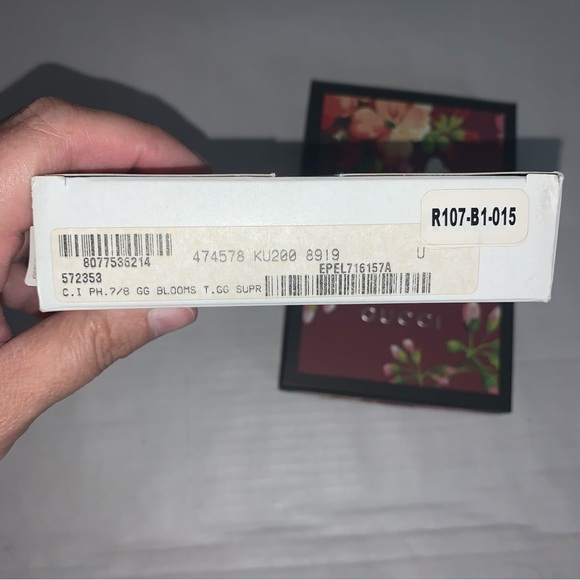 R107-B1-015
8077536214
474578 KU200 8919 U
572353
EPEL716157A
C.I PH.7/8 GG BLOOMS T.GG SUPR
GUCCI